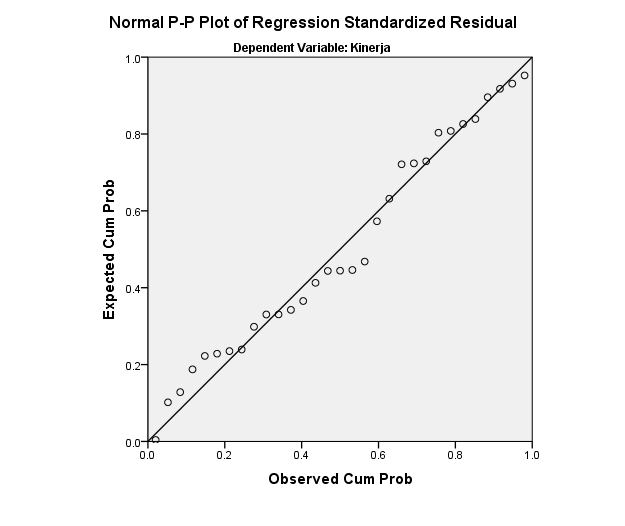 Normal P-P Plot of Regression Standardized Residual
Dependent Variable: Kinerja
1.0
0.8
0.6
0.4
0.2
0.0
Expected Cum Prob
0.0 0.2 0.4 0.6 0.8 1.0
Observed Cum Prob